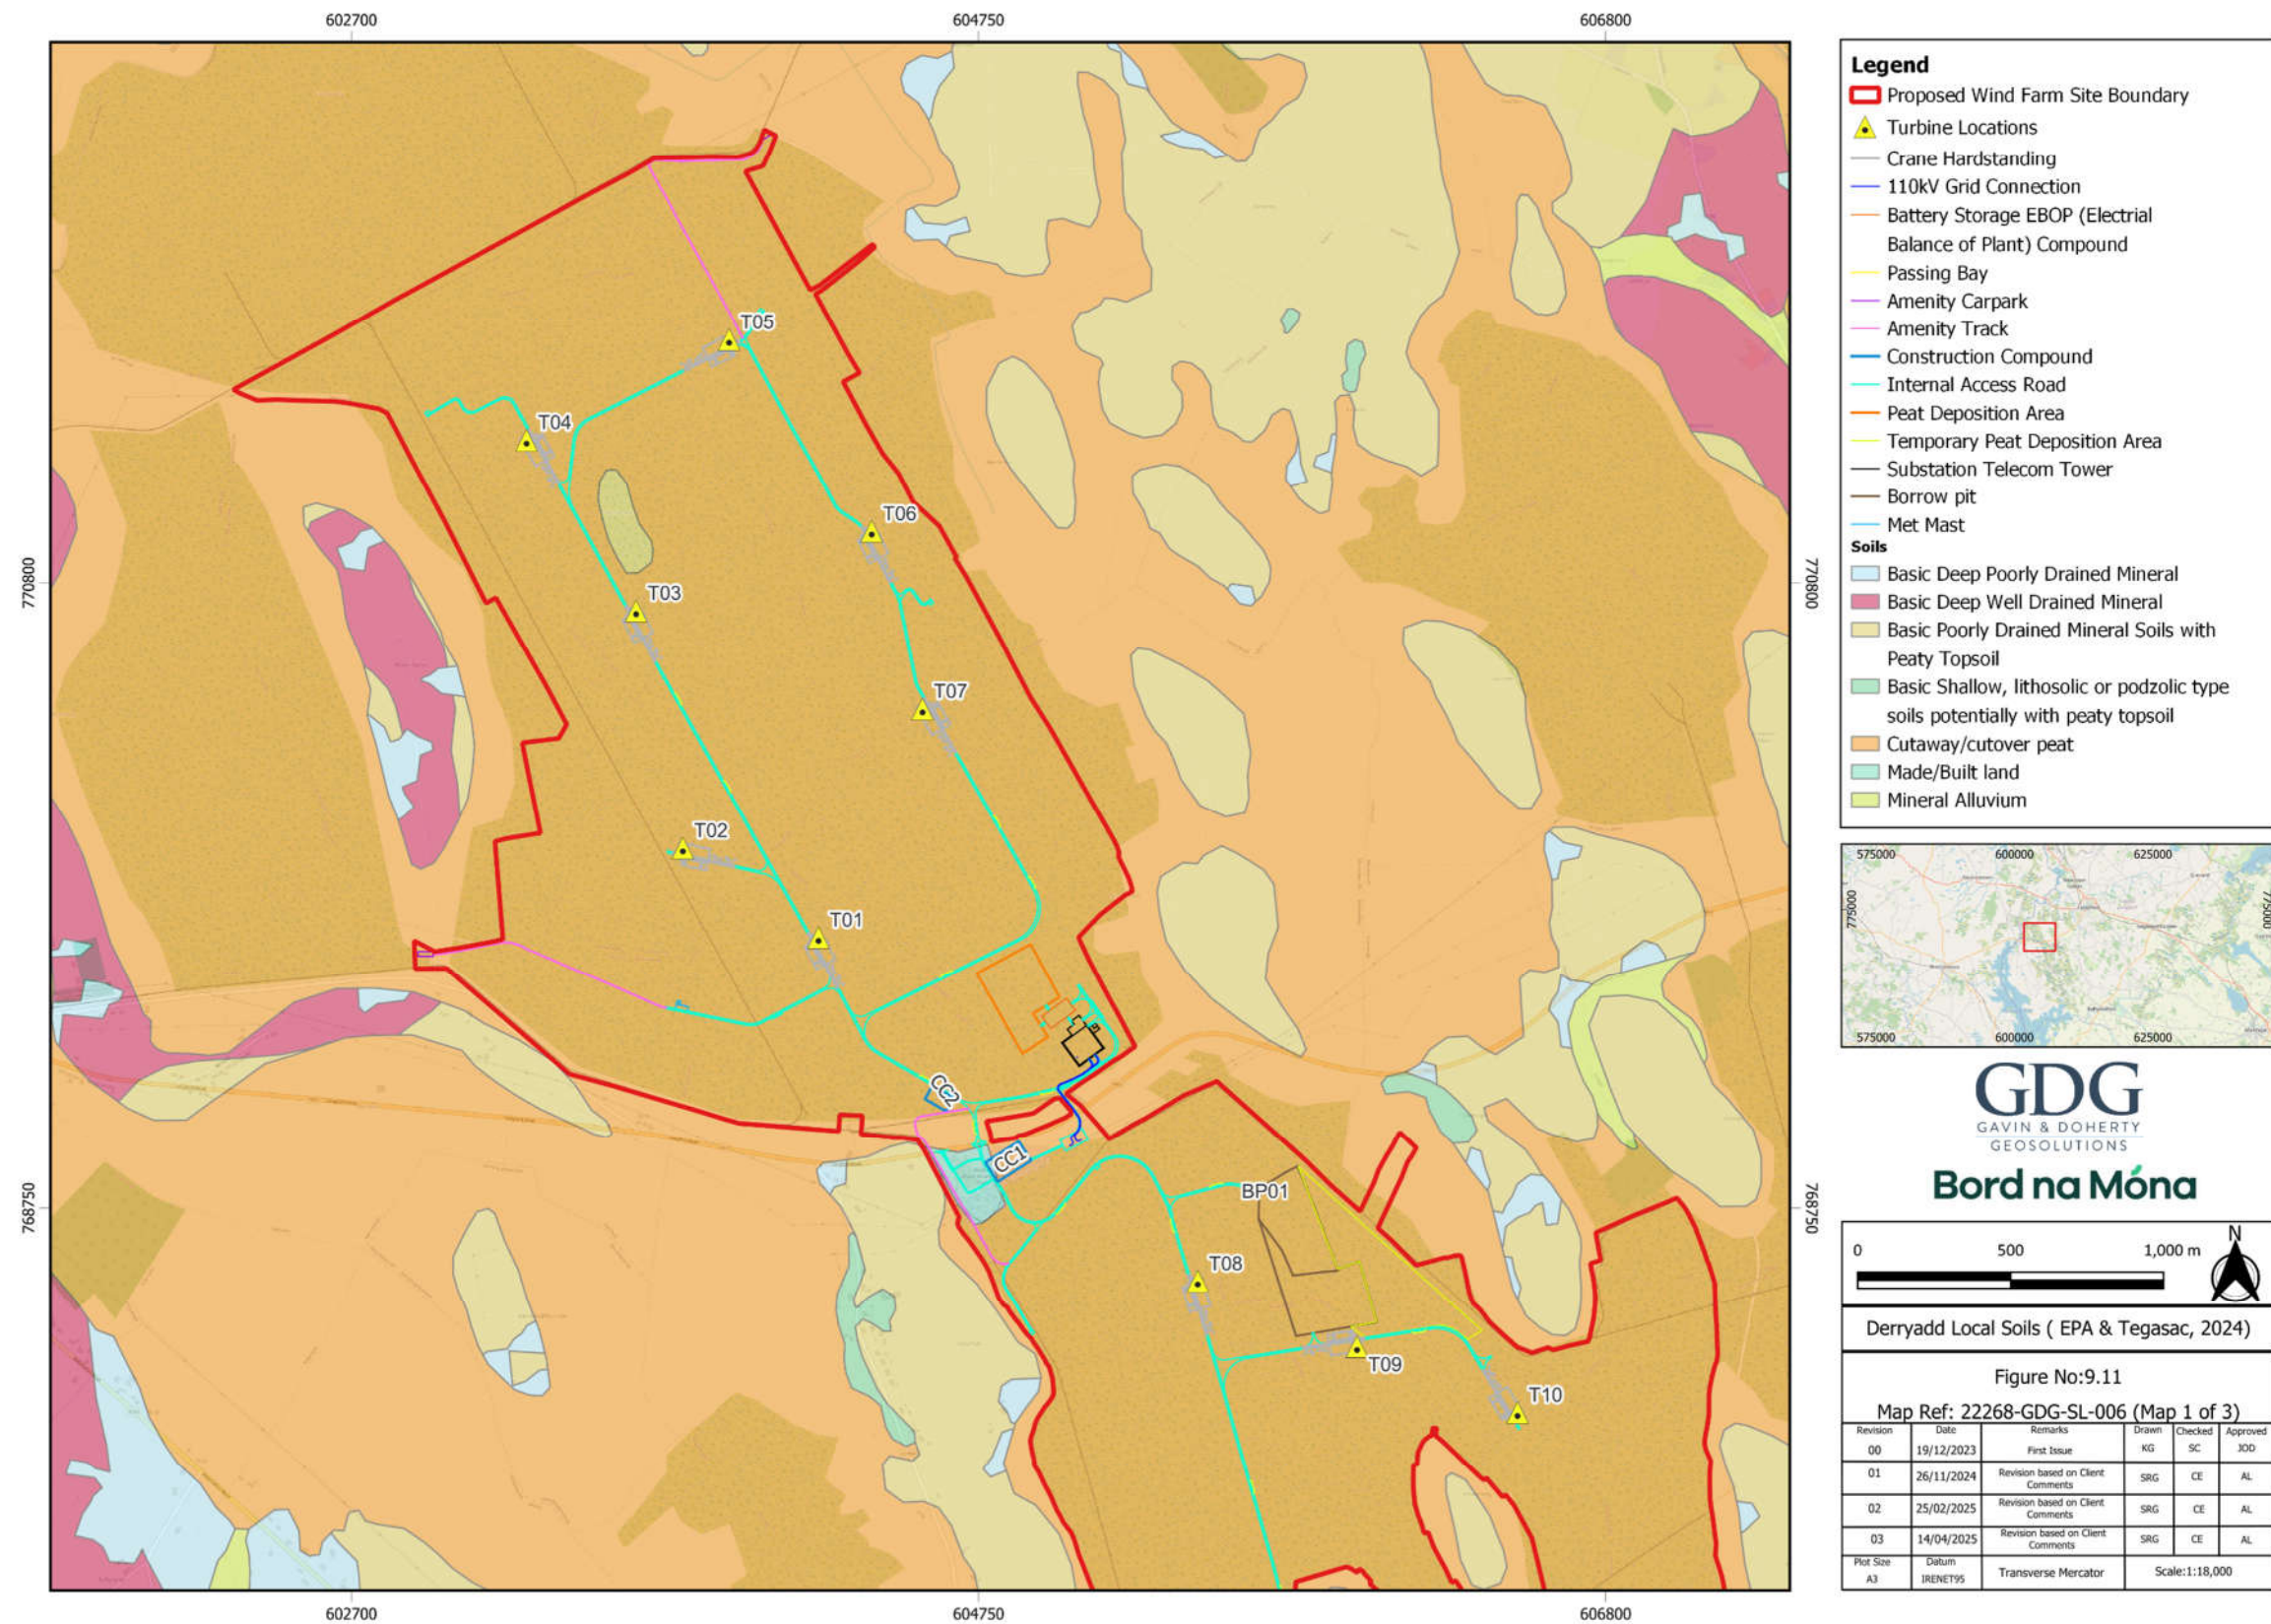 602700
604750
606800
770800
768750
770800
768750
602700
604750
606800
T05
T04
T06
T03
T07
T02
T01
CC2
CC1
BP01
T08
T09
T10
Legend
Proposed Wind Farm Site Boundary
Turbine Locations
Crane Hardstanding
110kV Grid Connection
Battery Storage EBOP (Electrial
Balance of Plant) Compound
Passing Bay
Amenity Carpark
Amenity Track
Construction Compound
Internal Access Road
Peat Deposition Area
Temporary Peat Deposition Area
Substation Telecom Tower
Borrow pit
Met Mast
Soils
Basic Deep Poorly Drained Mineral
Basic Deep Well Drained Mineral
Basic Poorly Drained Mineral Soils with
Peaty Topsoil
Basic Shallow, lithosolic or podzolic type
soils potentially with peaty topsoil
Cutaway/cutover peat
Made/Built land
Mineral Alluvium
575000 600000 625000
775000
775000
575000 600000 625000
GDG
GAVIN & DOHERTY
GEOSOLUTIONS
Bord na Móna
0 500 1,000 m
N
Derryadd Local Soils ( EPA & Tegasac, 2024)
Figure No:9.11
Map Ref: 22268-GDG-SL-006 (Map 1 of 3)
Revision Date Remarks Drawn Checked Approved
00 19/12/2023 First Issue KG SC JOD
01 26/11/2024 Revision based on Client Comments SRG CE AL
02 25/02/2025 Revision based on Client Comments SRG CE AL
03 14/04/2025 Revision based on Client Comments SRG CE AL
Plot Size Datum
A3 IRENET95 Transverse Mercator Scale:1:18,000